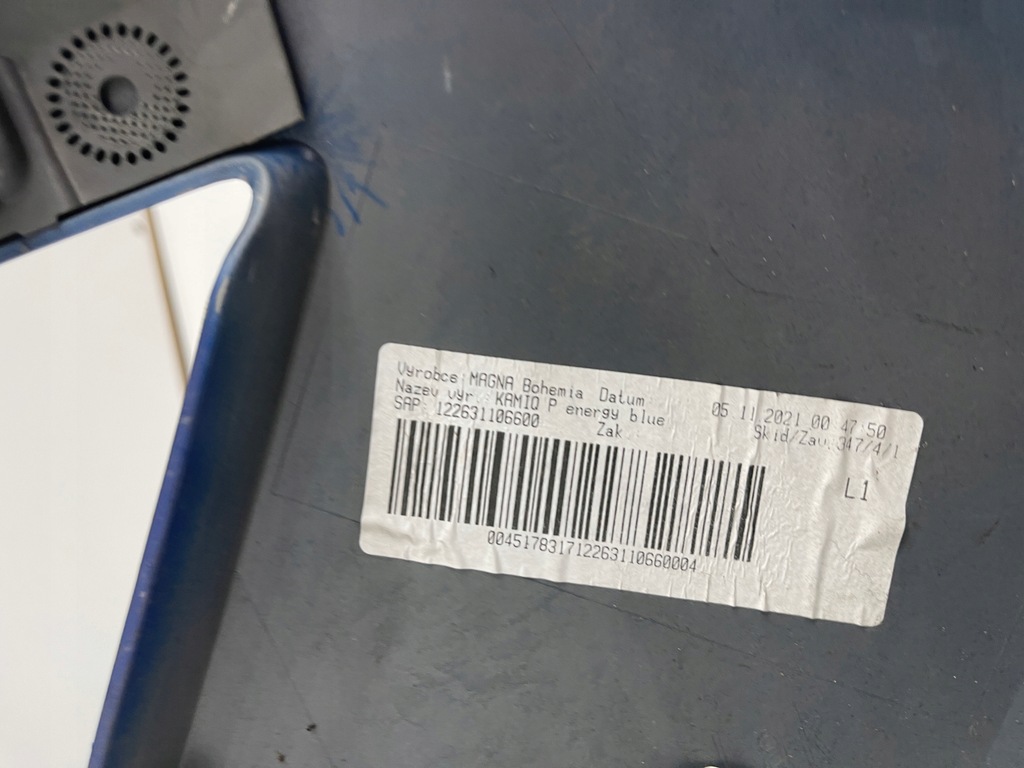 Vyrobce: MAGNA Bohemia Datum: 05.11.2021 00:47:50
Nazev vyr.: KAMIQ P energy blue Skid/Zav.347/4/1
SAP: 122631106600 Zak.
L1
004517831712263110660004